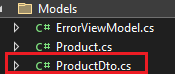 Models
C# ErrorViewModel.cs
C# Product.cs
C# ProductDto.cs